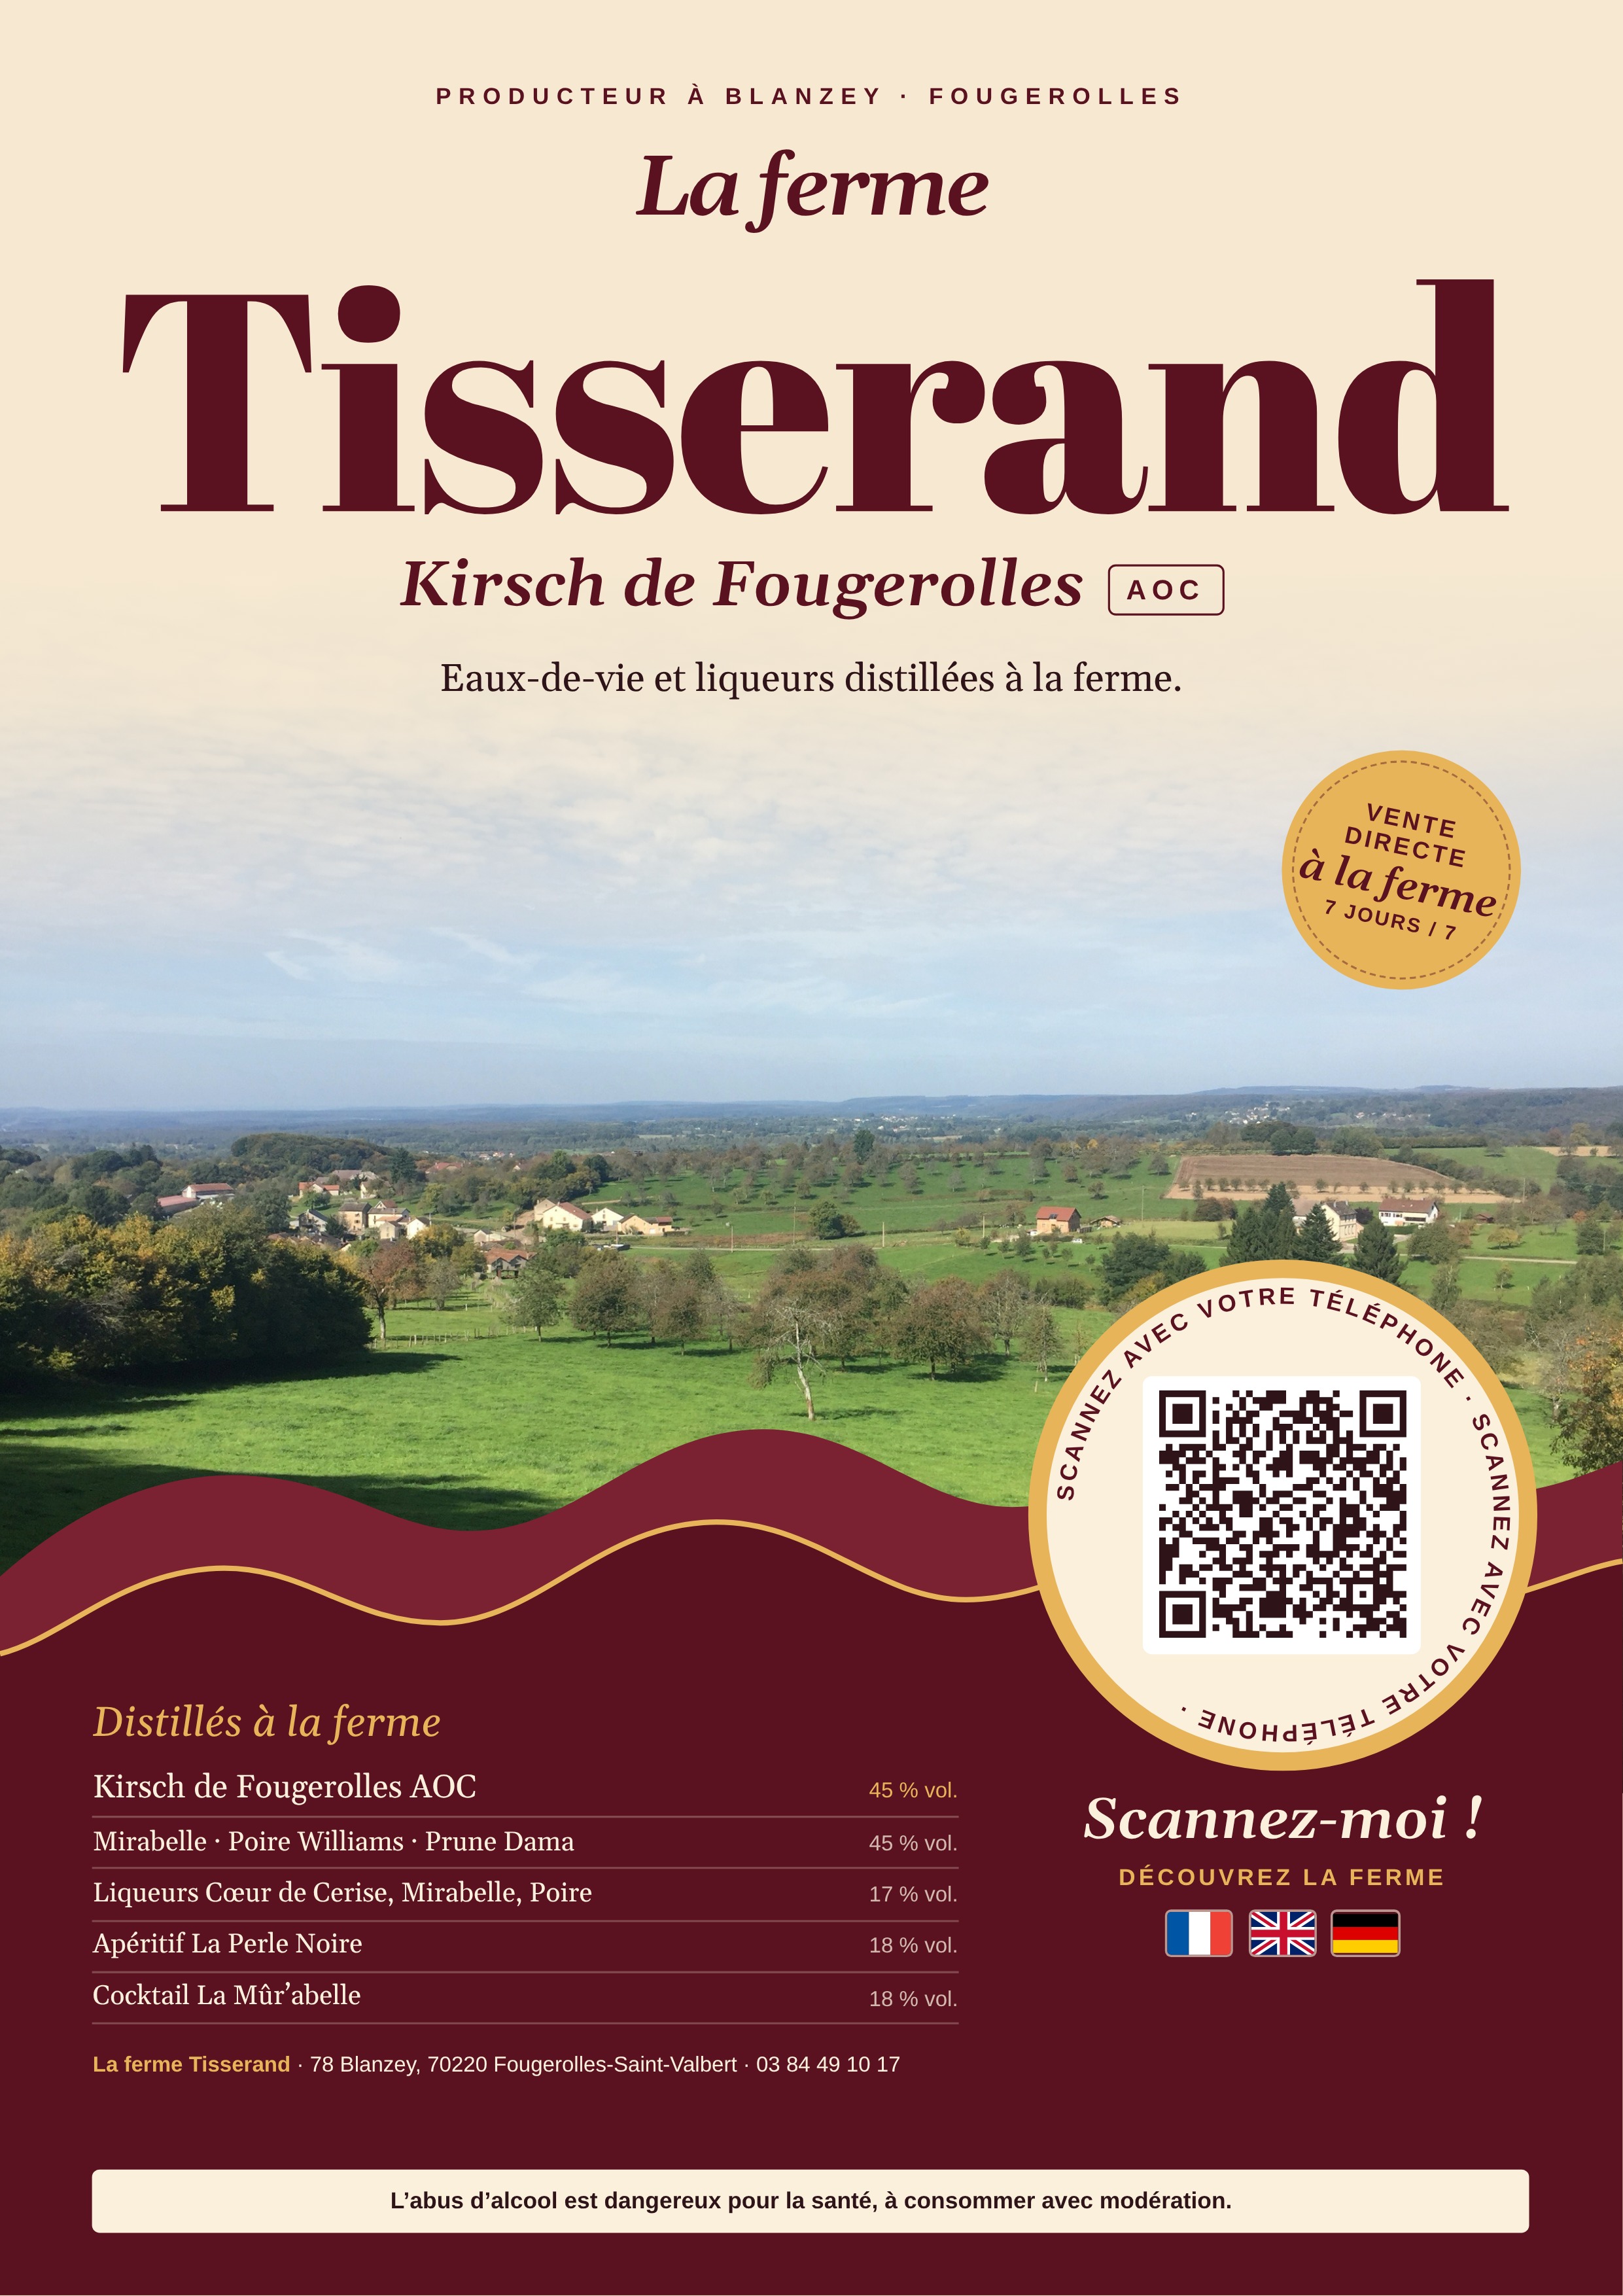 PRODUCTEUR À BLANZEY · FOUGEROLLES
La ferme
Tisserand
Kirsch de Fougerolles AOC
Eaux-de-vie et liqueurs distillées à la ferme.
VENTE
DIRECTE
à la ferme
7 JOURS / 7
SCANNEZ AVEC VOTRE TÉLÉPHONE · SCANNEZ AVEC VOTRE TÉLÉPHONE ·
Distillés à la ferme
Kirsch de Fougerolles AOC 45 % vol.
Mirabelle · Poire Williams · Prune Dama 45 % vol.
Liqueurs Cœur de Cerise, Mirabelle, Poire 17 % vol.
Apéritif La Perle Noire 18 % vol.
Cocktail La Mûr’abelle 18 % vol.
La ferme Tisserand · 78 Blanzey, 70220 Fougerolles-Saint-Valbert · 03 84 49 10 17
Scannez-moi !
DÉCOUVREZ LA FERME
L’abus d’alcool est dangereux pour la santé, à consommer avec modération.